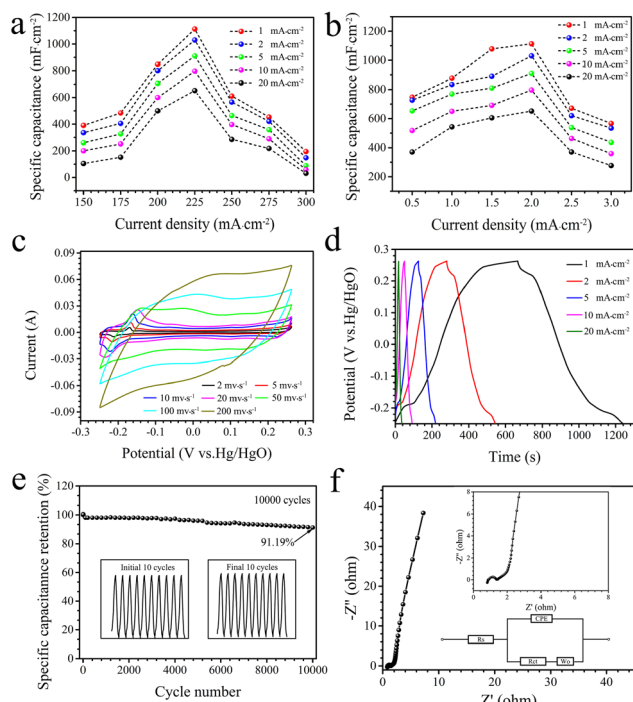 a
Specific capacitance (mF·cm-2)
1200
1000
800
600
400
200
0
150 175 200 225 250 275 300
Current density (mA·cm-2)
1 mA·cm-2
2 mA·cm-2
5 mA·cm-2
10 mA·cm-2
20 mA·cm-2
b
Specific capacitance (mF·cm-2)
1200
1000
800
600
400
200
0.5 1.0 1.5 2.0 2.5 3.0
Current density (mA·cm-2)
1 mA·cm-2
2 mA·cm-2
5 mA·cm-2
10 mA·cm-2
20 mA·cm-2
c
Current (A)
0.09
0.06
0.03
0.00
-0.03
-0.06
-0.09
-0.3 -0.2 -0.1 0.0 0.1 0.2 0.3
Potential (V vs.Hg/HgO)
2 mv·s-1 5 mv·s-1
10 mv·s-1 20 mv·s-1 50 mv·s-1
100 mv·s-1 200 mv·s-1
d
Potential (V vs.Hg/HgO)
0.3
0.2
0.1
0.0
-0.1
-0.2
0 200 400 600 800 1000 1200
Time (s)
1 mA·cm-2
2 mA·cm-2
5 mA·cm-2
10 mA·cm-2
20 mA·cm-2
e
Specific capacitannce retention (%)
120
100
80
60
40
20
0
0 2000 4000 6000 8000 10000
Cycle number
10000 cycles
91.19%
Initial 10 cycles
Final 10 cycles
f
-Z'' (ohm)
40
30
20
10
0
0 10 20 30 40
Z' (ohm)
-Z'' (ohm)
8
6
4
2
0
0 2 4 6 8
Z' (ohm)
CPE
Rs
Rct
Wo